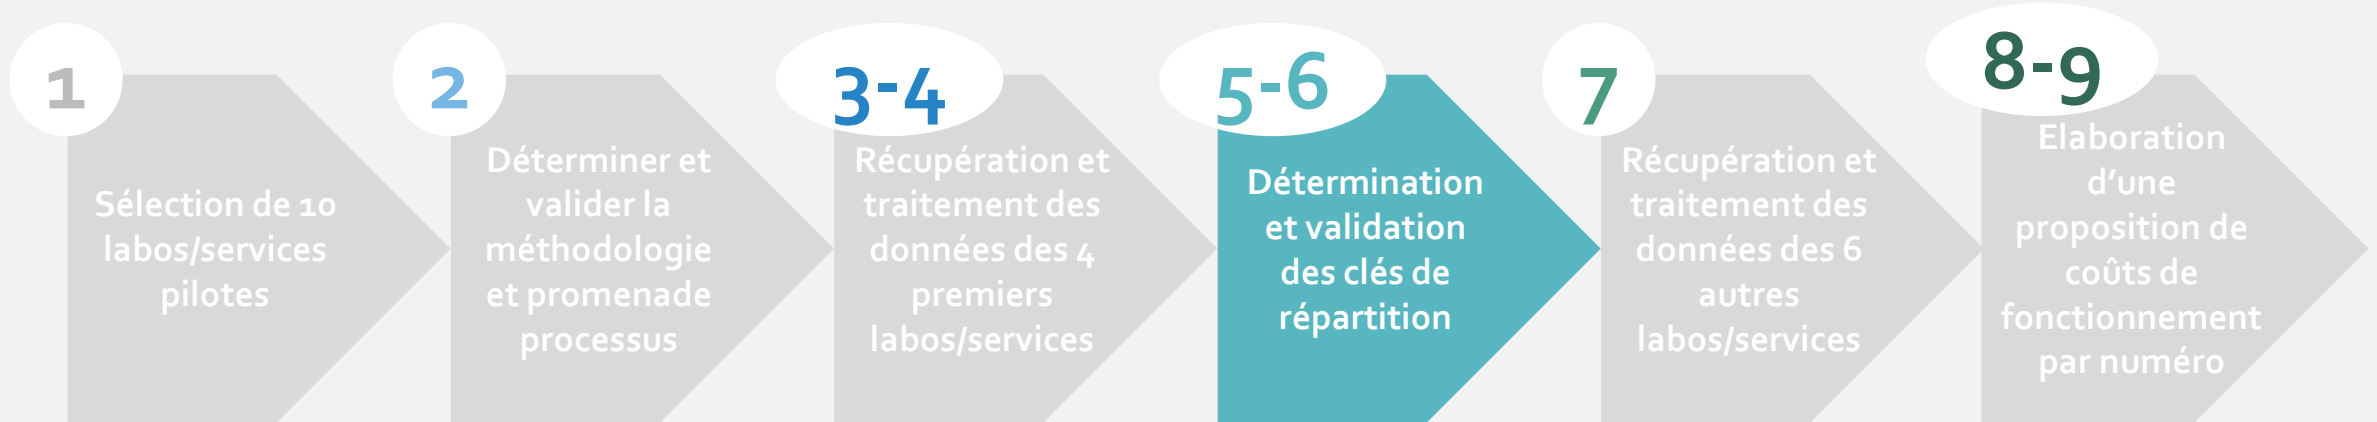 1
Sélection de 10
labos/services
pilotes
2
Déterminer et
valider la
méthodologie
et promenade
processus
3-4
Récupération et
traitement des
données des 4
premiers
labos/services
5-6
Détermination
et validation
des clés de
répartition
7
Récupération et
traitement des
données des 6
autres
labos/services
8-9
Elaboration
d’une
proposition de
coûts de
fonctionnement
par numéro